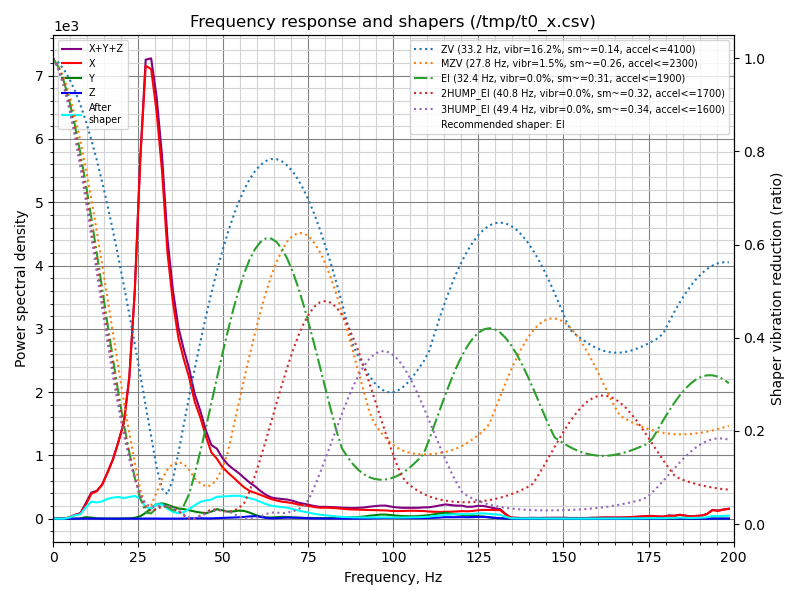 Frequency response and shapers (/tmp/t0_x.csv)
1e3
X+Y+Z
X
Y
Z
After
shaper
ZV (33.2 Hz, vibr=16.2%, sm~=0.14, accel<=4100)
MZV (27.8 Hz, vibr=1.5%, sm~=0.26, accel<=2300)
EI (32.4 Hz, vibr=0.0%, sm~=0.31, accel<=1900)
2HUMP_EI (40.8 Hz, vibr=0.0%, sm~=0.32, accel<=1700)
3HUMP_EI (49.4 Hz, vibr=0.0%, sm~=0.34, accel<=1600)
Recommended shaper: EI
Power spectral density
7
6
5
4
3
2
1
0
1.0
0.8
0.6
0.4
0.2
0.0
Shaper vibration reduction (ratio)
0 25 50 75 100 125 150 175 200
Frequency, Hz